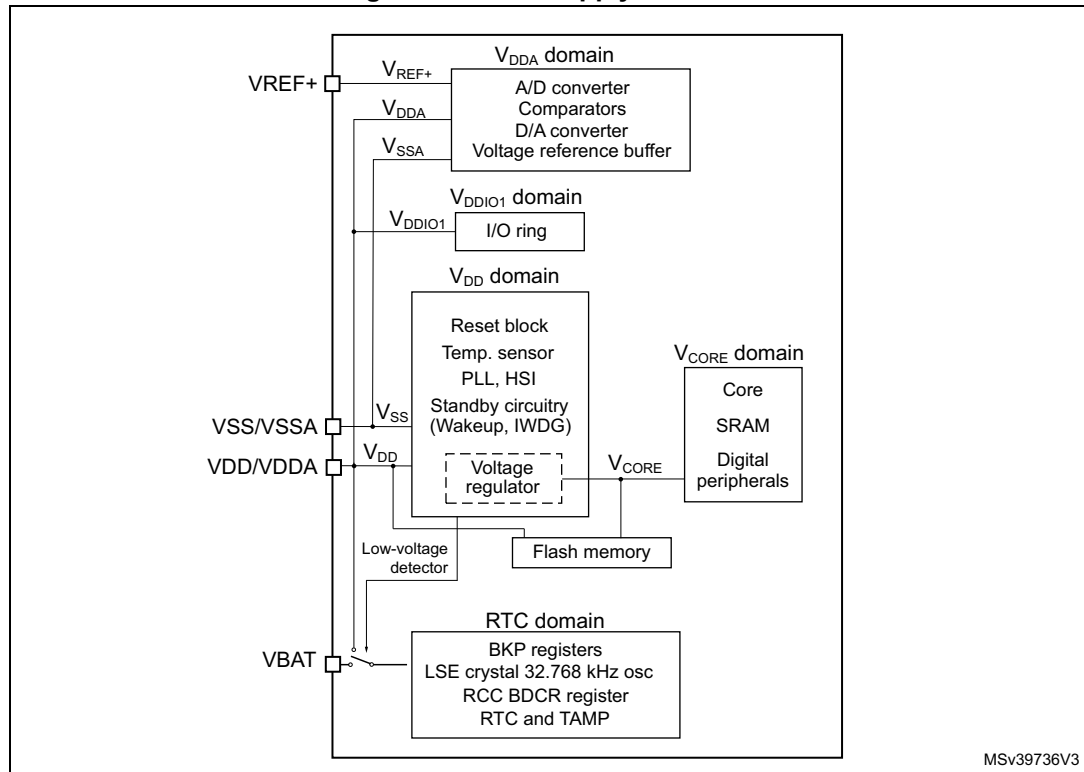 VDDA domain
VREF+
VREF+
A/D converter
Comparators
D/A converter
Voltage reference buffer
VDDA
VSSA
VDDIO1 domain
VDDIO1
I/O ring
VDD domain
Reset block
Temp. sensor
PLL, HSI
Standby circuitry
(Wakeup, IWDG)
Voltage
regulator
VCORE domain
Core
SRAM
Digital
peripherals
VSS/VSSA
VSS
VDD/VDDA
VDD
VCORE
Flash memory
Low-voltage
detector
RTC domain
VBAT
BKP registers
LSE crystal 32.768 kHz osc
RCC BDCR register
RTC and TAMP
MSv39736V3